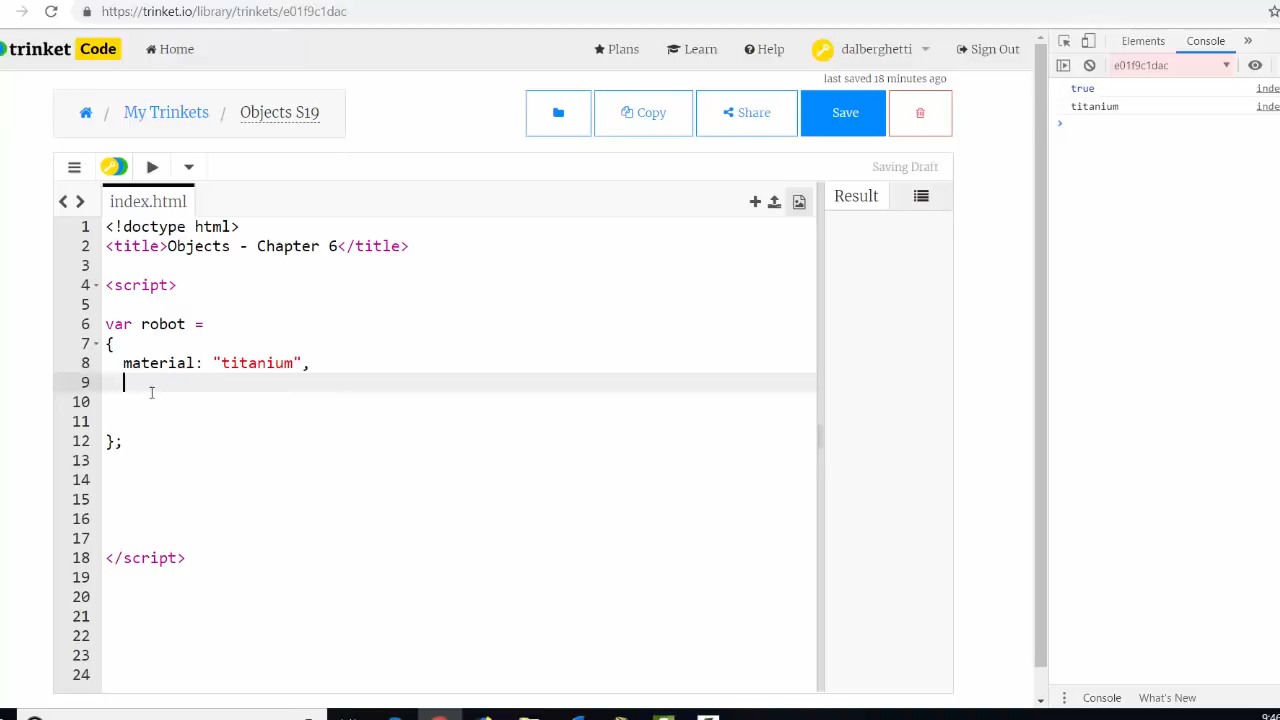 https://trinket.io/library/trinkets/e01f9c1dac
trinket Code Home Plans Learn Help dalberghetti Sign Out
last saved 18 minutes ago
/ My Trinkets / Objects S19 Copy Share Save
Saving Draft
index.html Result
1 <!doctype html>
2 <title>Objects - Chapter 6</title>
3
4 <script>
5
6 var robot =
7 {
8 material: "titanium",
9
10
11
12 };
13
14
15
16
17
18 </script>
19
20
21
22
23
24
Elements Console »
e01f9c1dac
true inde
titanium inde
>
Console What's New